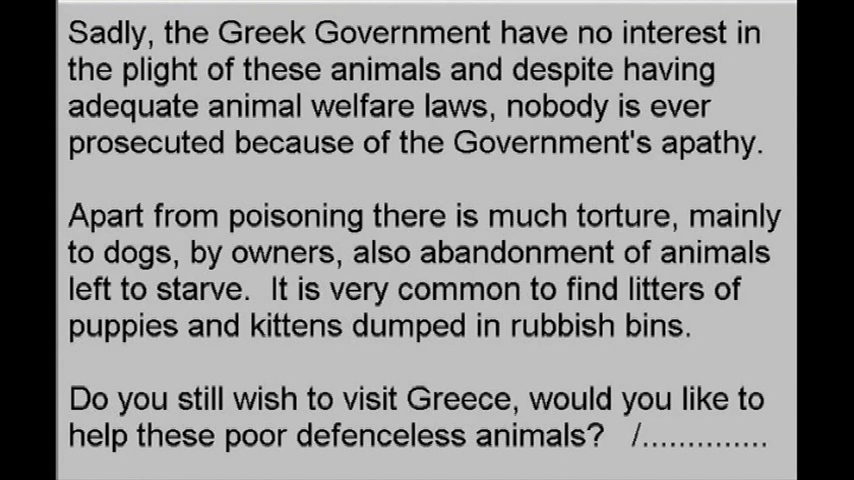 Sadly, the Greek Government have no interest in
the plight of these animals and despite having
adequate animal welfare laws, nobody is ever
prosecuted because of the Government's apathy.
Apart from poisoning there is much torture, mainly
to dogs, by owners, also abandonment of animals
left to starve.  It is very common to find litters of
puppies and kittens dumped in rubbish bins.
Do you still wish to visit Greece, would you like to
help these poor defenceless animals?   /..............